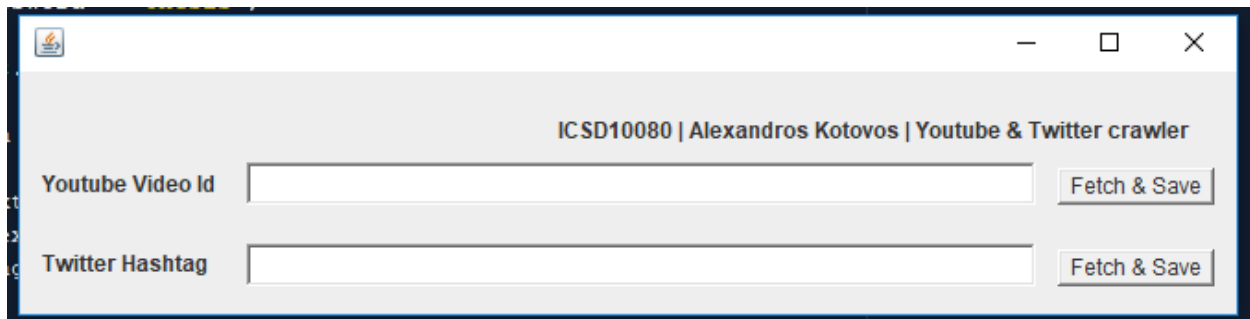 ICSD10080 | Alexandros Kotovos | Youtube & Twitter crawler
Youtube Video Id
Fetch & Save
Twitter Hashtag
Fetch & Save